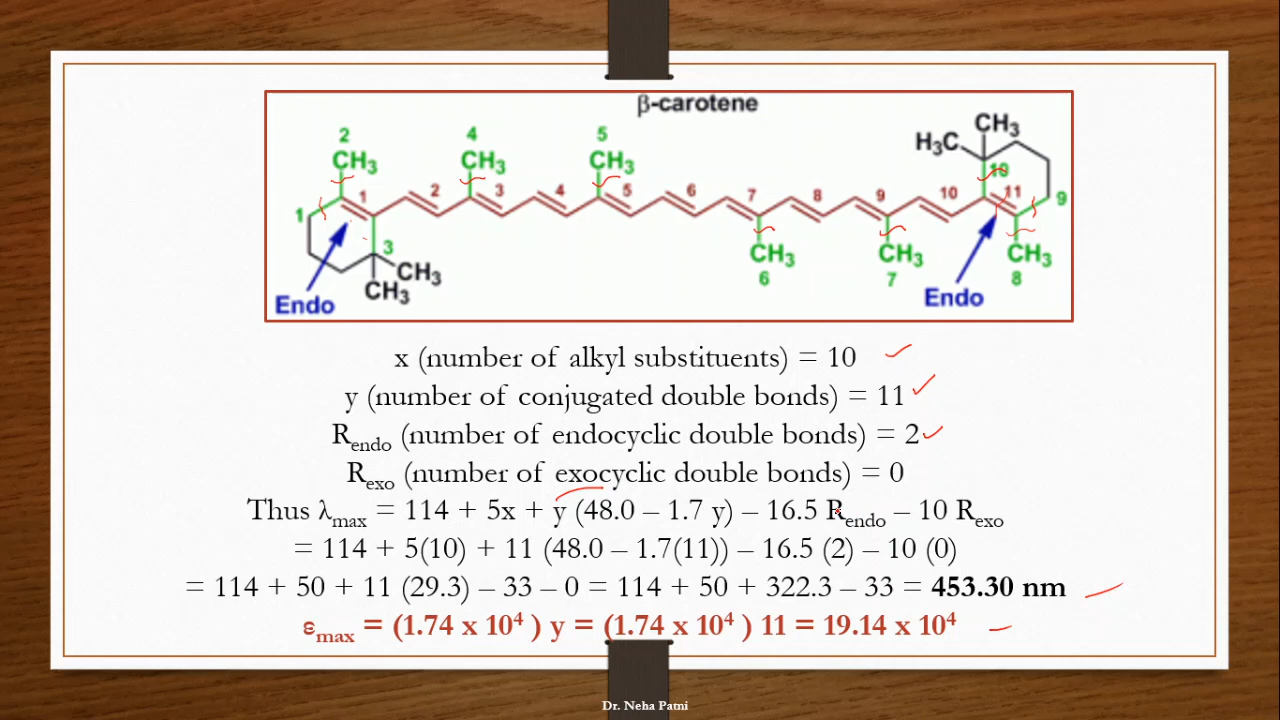 β-carotene
2 4 5
CH3 CH3 CH3 H3C CH3
1 1 2 3 4 5 6 7 8 9 10 10 11 9
3
CH3 CH3 CH3 CH3 CH3
6 7 8
Endo Endo
x (number of alkyl substituents) = 10
y (number of conjugated double bonds) = 11
Rendo (number of endocyclic double bonds) = 2
Rexo (number of exocyclic double bonds) = 0
Thus λmax = 114 + 5x + y (48.0 – 1.7 y) – 16.5 Rendo – 10 Rexo
= 114 + 5(10) + 11 (48.0 – 1.7(11)) – 16.5 (2) – 10 (0)
= 114 + 50 + 11 (29.3) – 33 – 0 = 114 + 50 + 322.3 – 33 = 453.30 nm
εmax = (1.74 x 10⁴ ) y = (1.74 x 10⁴ ) 11 = 19.14 x 10⁴
Dr. Neha Patni